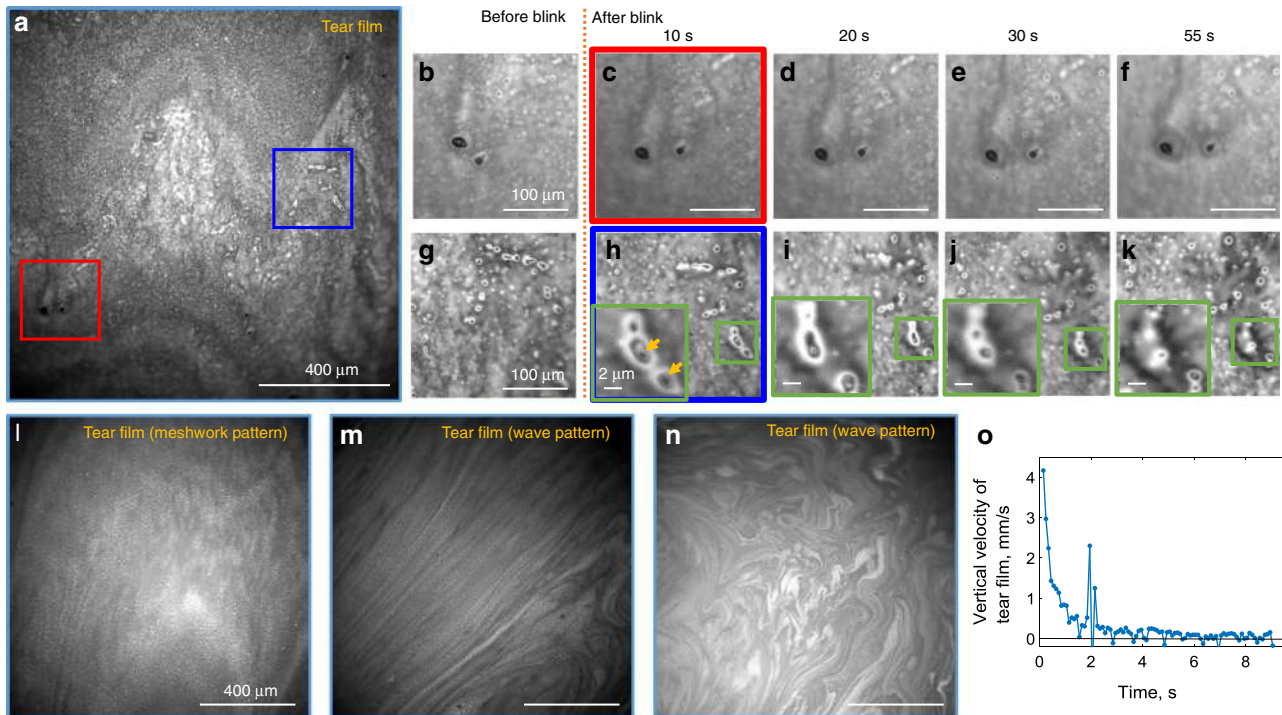 a
Tear film
400 µm
Before blink
After blink
10 s
20 s
30 s
55 s
b
100 µm
c
d
e
f
g
100 µm
h
2 µm
i
j
k
l
Tear film (meshwork pattern)
400 µm
m
Tear film (wave pattern)
n
Tear film (wave pattern)
o
Vertical velocity of
tear film, mm/s
4
3
2
1
0
0
2
4
6
8
Time, s